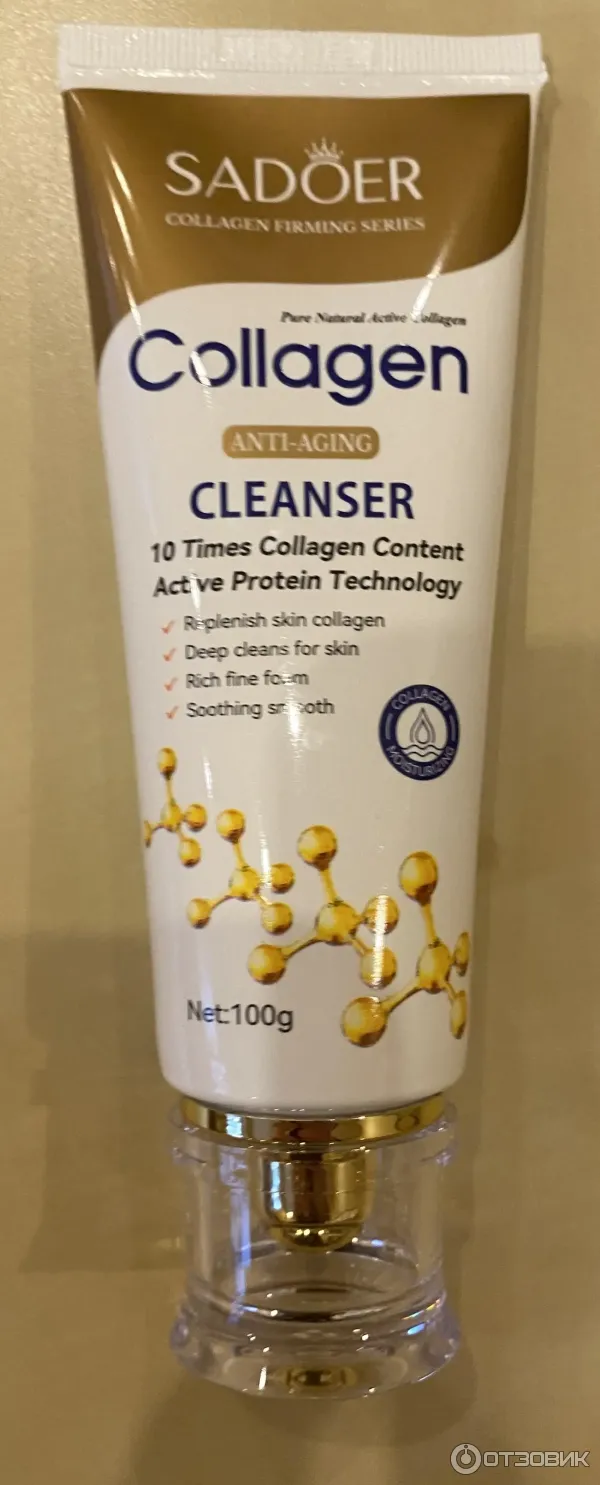 SADOER
COLLAGEN FIRMING SERIES
Pure Natural Active Collagen
Collagen
ANTI-AGING
CLEANSER
10 Times Collagen Content
Active Protein Technology
Replenish skin collagen
Deep cleans for skin
Rich fine foam
Soothing smooth
COLLAGEN
MOISTURIZING
Net:100g
ОТЗОВИК